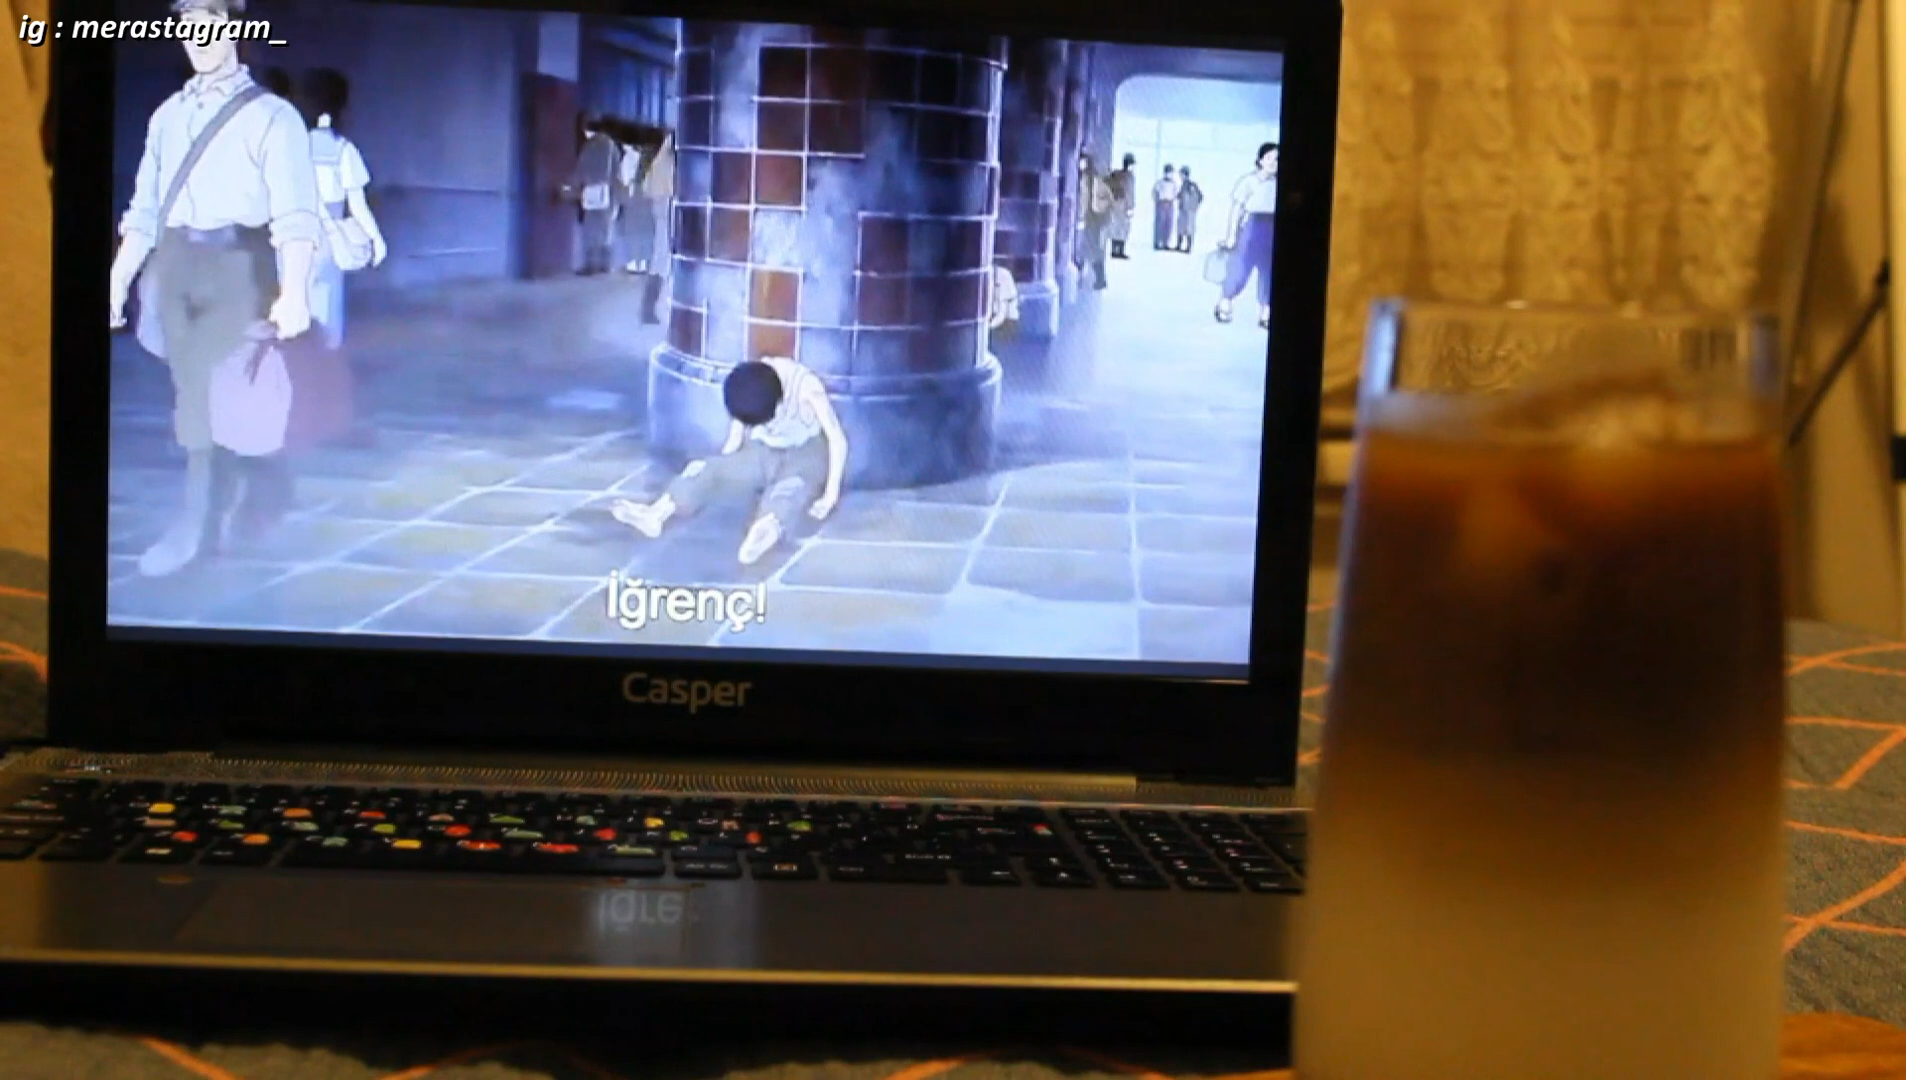 ig : merastagram_
İğrenç!
Casper